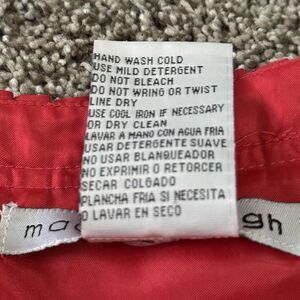 HAND WASH COLD
USE MILD DETERGENT
DO NOT BLEACH
DO NOT WRING OR TWIST
LINE DRY
USE COOL IRON IF NECESSARY
OR DRY CLEAN
LAVAR A MANO CON AGUA FRIA
USAR DETERGENTE SUAVE
NO USAR BLANQUEADOR
NO EXPRIMIR O RETORCER
SECAR COLGADO
PLANCHA FRIA SI NECESITA
O LAVAR EN SECO